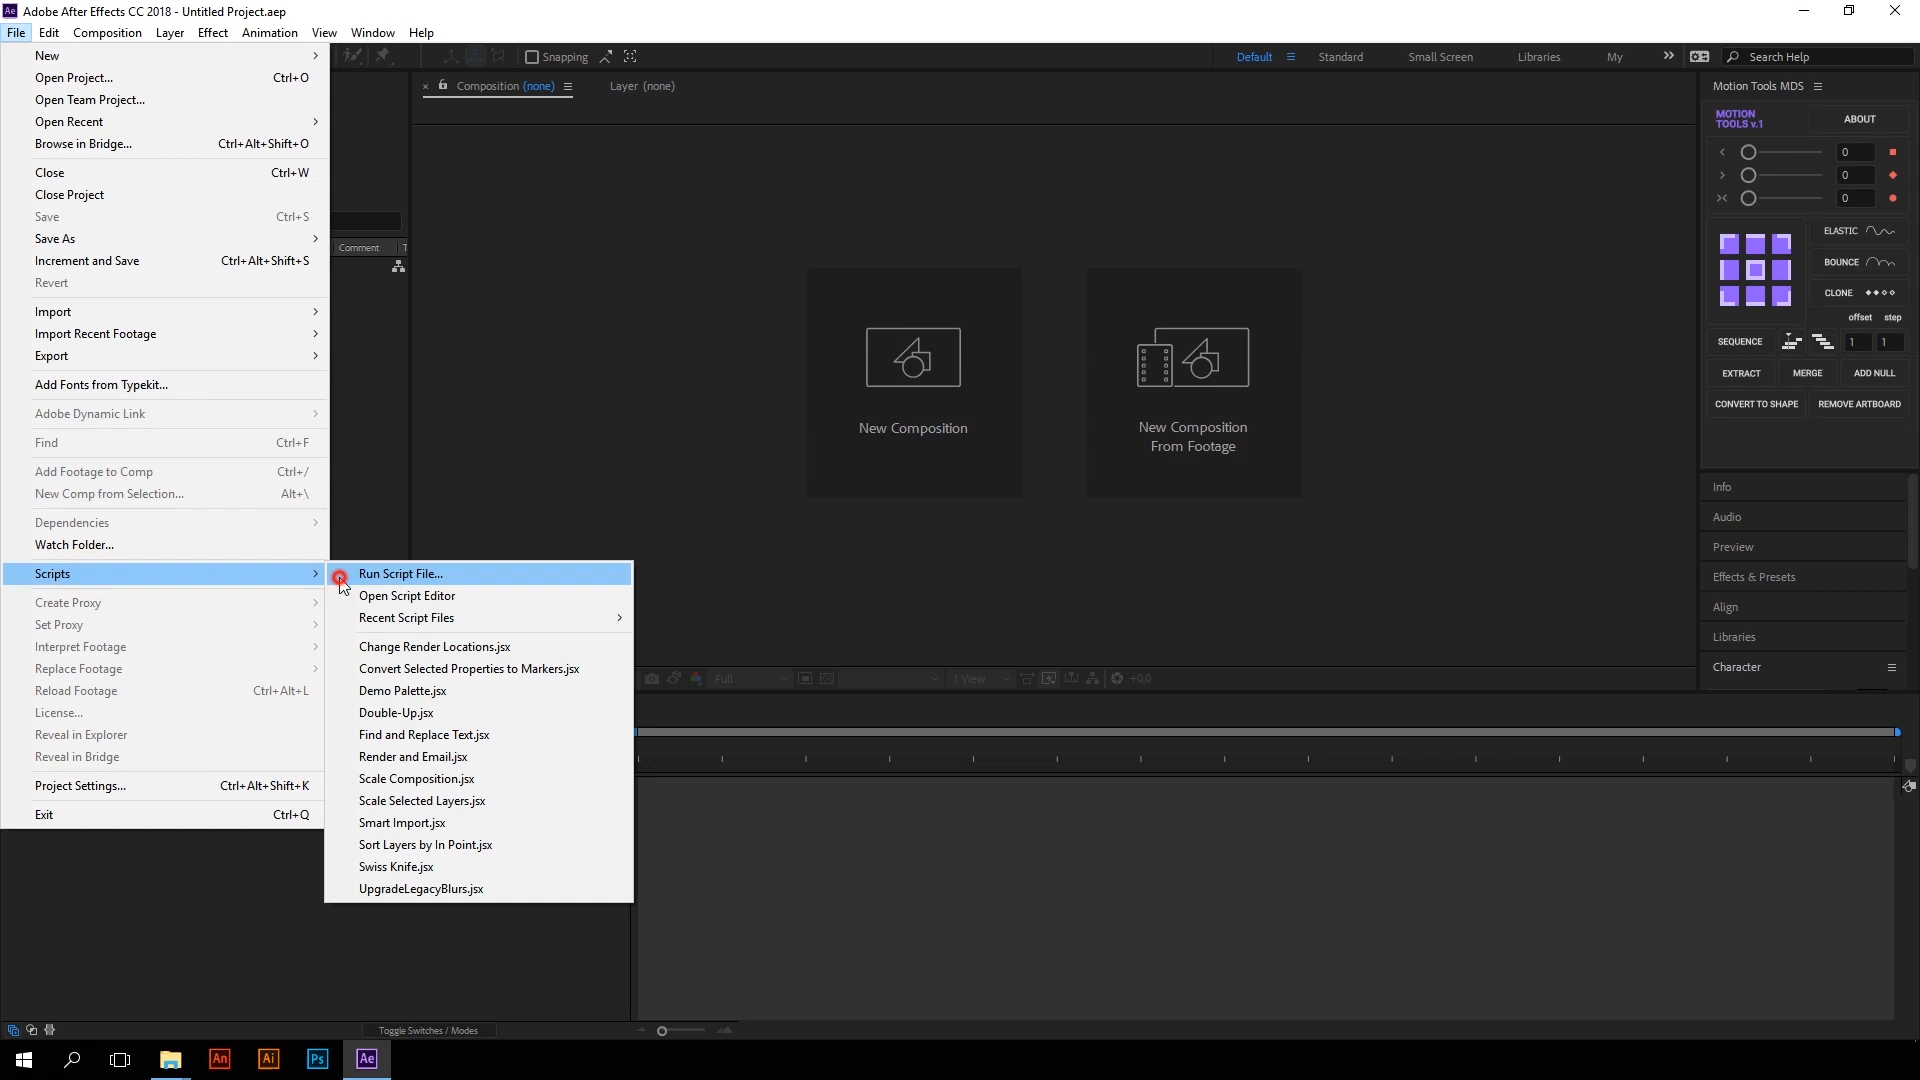 Ae Adobe After Effects CC 2018 - Untitled Project.aep
File Edit Composition Layer Effect Animation View Window Help
Snapping
Default Standard Small Screen Libraries My Search Help
New
Open Project... Ctrl+O
Open Team Project...
Open Recent
Browse in Bridge... Ctrl+Alt+Shift+O
Close Ctrl+W
Close Project
Save Ctrl+S
Save As
Increment and Save Ctrl+Alt+Shift+S
Revert
Import
Import Recent Footage
Export
Add Fonts from Typekit...
Adobe Dynamic Link
Find Ctrl+F
Add Footage to Comp Ctrl+/
New Comp from Selection... Alt+\
Dependencies
Watch Folder...
Scripts
Create Proxy
Set Proxy
Interpret Footage
Replace Footage
Reload Footage Ctrl+Alt+L
License...
Reveal in Explorer
Reveal in Bridge
Project Settings... Ctrl+Alt+Shift+K
Exit Ctrl+Q
Run Script File...
Open Script Editor
Recent Script Files
Change Render Locations.jsx
Convert Selected Properties to Markers.jsx
Demo Palette.jsx
Double-Up.jsx
Find and Replace Text.jsx
Render and Email.jsx
Scale Composition.jsx
Scale Selected Layers.jsx
Smart Import.jsx
Sort Layers by In Point.jsx
Swiss Knife.jsx
UpgradeLegacyBlurs.jsx
Comment T
Composition (none) Layer (none)
New Composition
New Composition
From Footage
Full 1 View +0,0
Motion Tools MDS
MOTION
TOOLS v.1
ABOUT
0
0
0
ELASTIC
BOUNCE
CLONE
offset step
SEQUENCE 1 1
EXTRACT MERGE ADD NULL
CONVERT TO SHAPE REMOVE ARTBOARD
Info
Audio
Preview
Effects & Presets
Align
Libraries
Character
Toggle Switches / Modes
An Ai Ps Ae